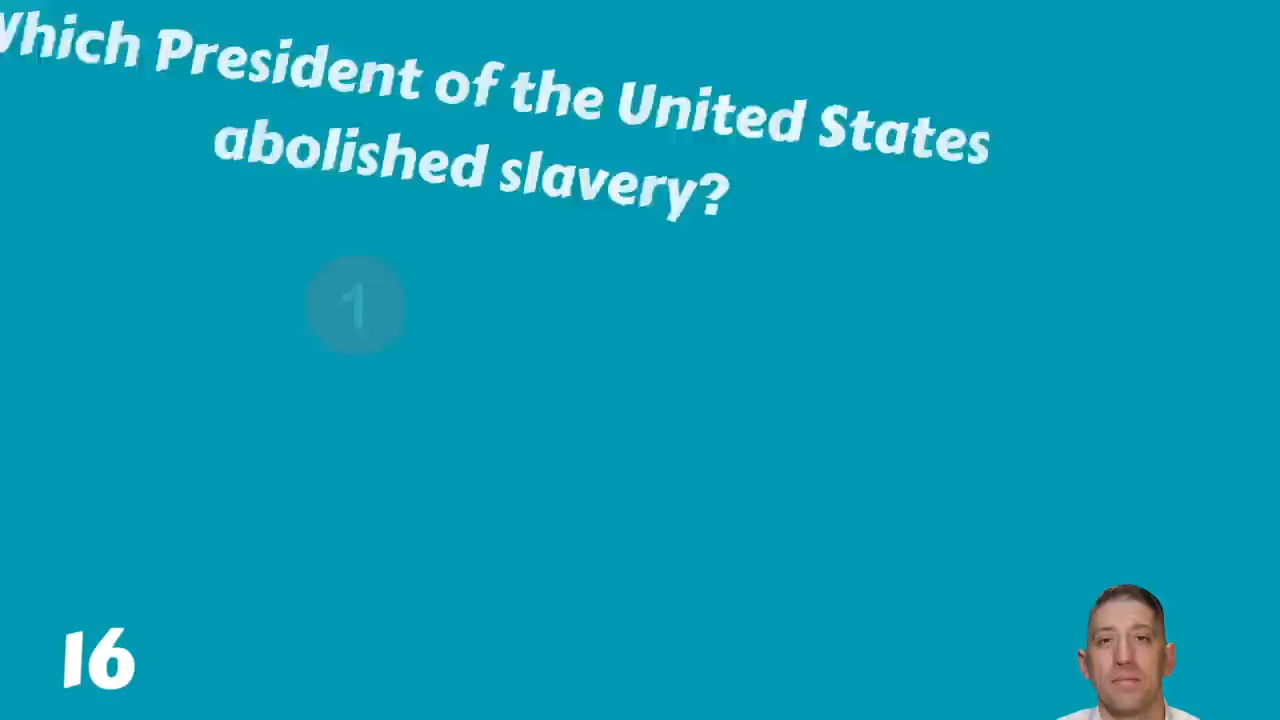 Which President of the United States
abolished slavery?
1
16